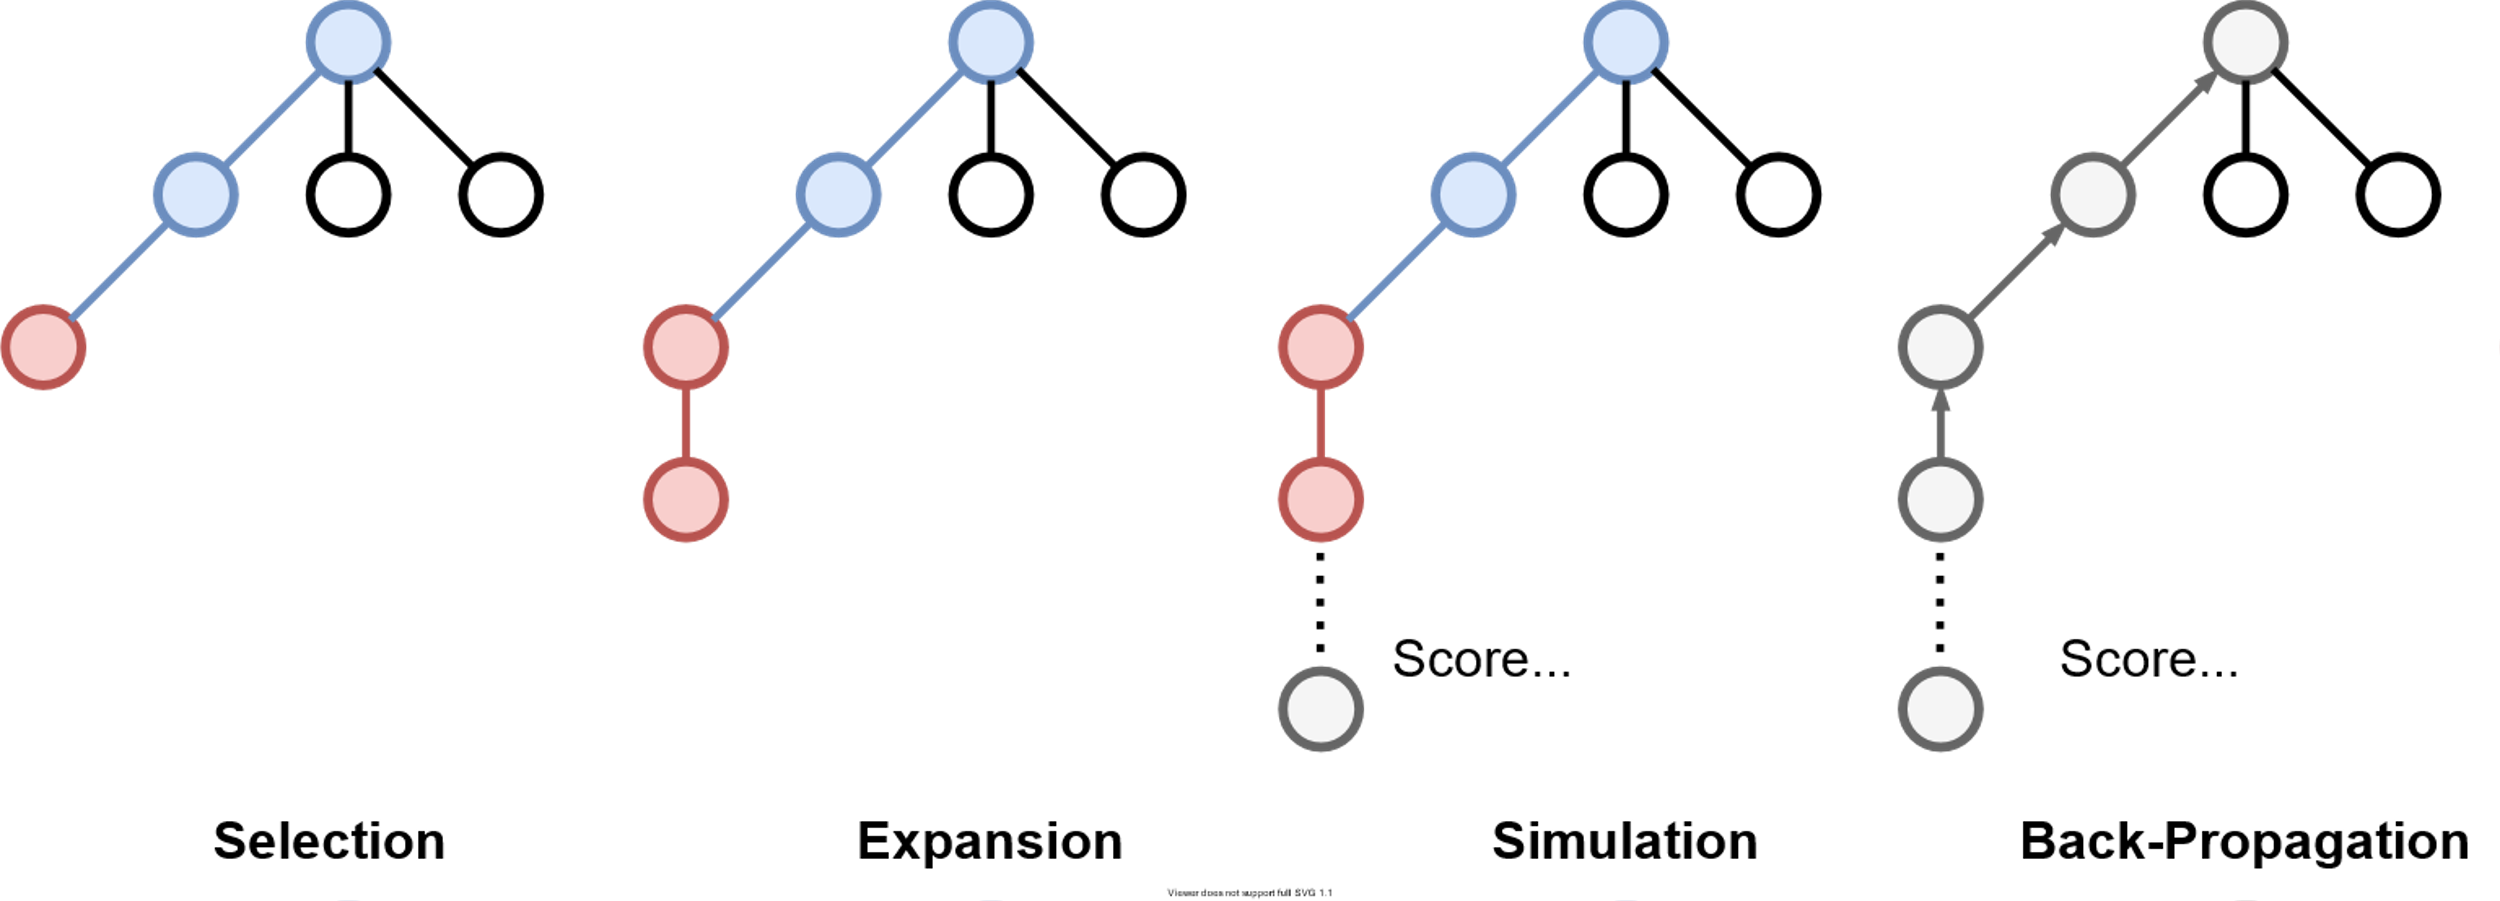 Score...
Score...
Selection
Expansion
Simulation
Back-Propagation
Viewer does not support full SVG 1.1